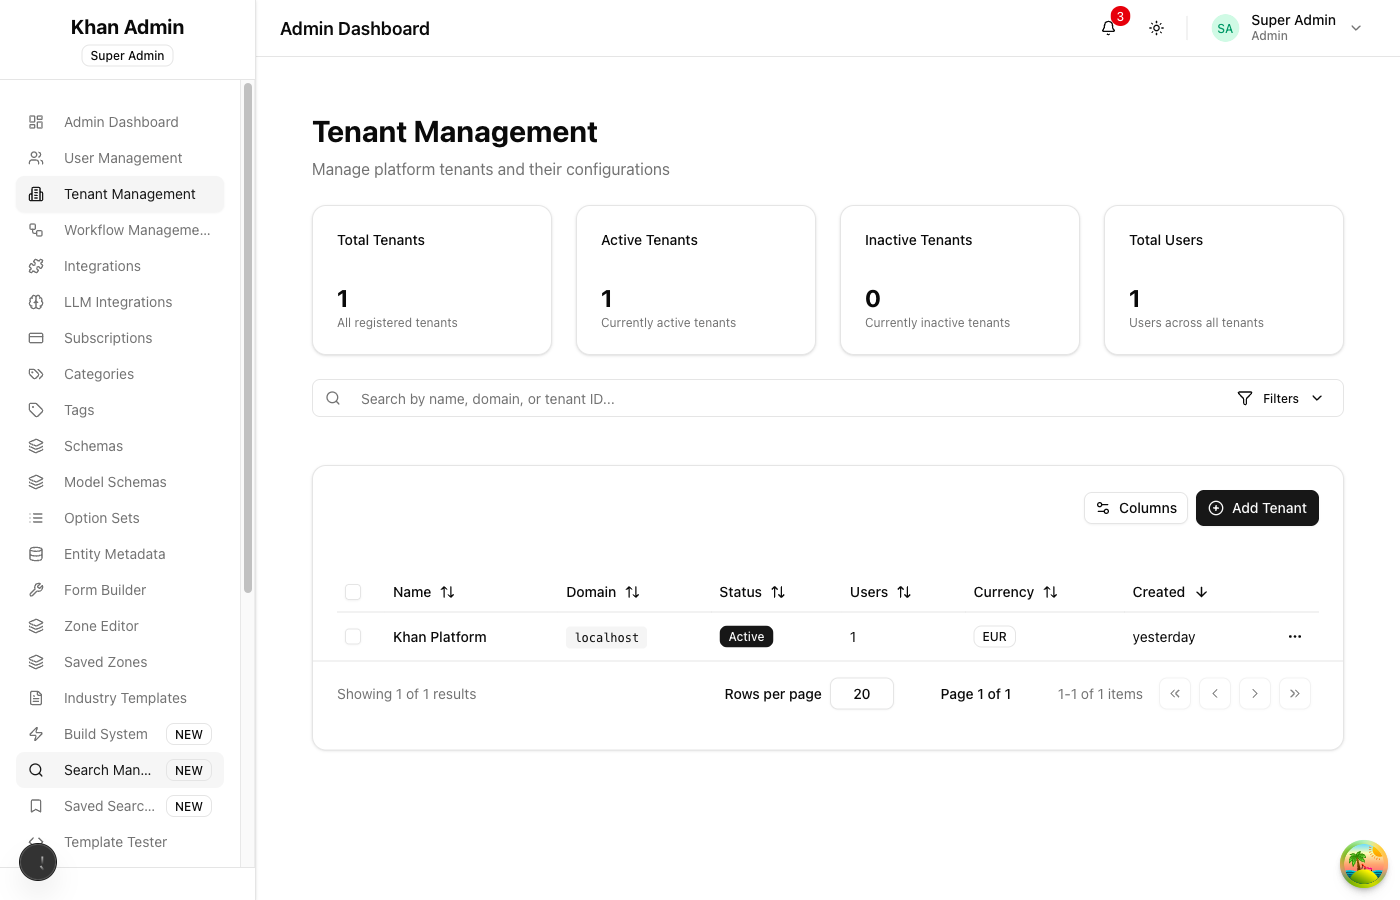 Khan Admin
Super Admin
Admin Dashboard
User Management
Tenant Management
Workflow Manageme...
Integrations
LLM Integrations
Subscriptions
Categories
Tags
Schemas
Model Schemas
Option Sets
Entity Metadata
Form Builder
Zone Editor
Saved Zones
Industry Templates
Build System NEW
Search Man... NEW
Saved Searc... NEW
Template Tester
Admin Dashboard
3
SA
Super Admin
Admin
Tenant Management
Manage platform tenants and their configurations
Total Tenants
1
All registered tenants
Active Tenants
1
Currently active tenants
Inactive Tenants
0
Currently inactive tenants
Total Users
1
Users across all tenants
Search by name, domain, or tenant ID...
Filters
Columns
Add Tenant
Name Domain Status Users Currency Created
Khan Platform localhost Active 1 EUR yesterday
Showing 1 of 1 results Rows per page 20 Page 1 of 1 1-1 of 1 items